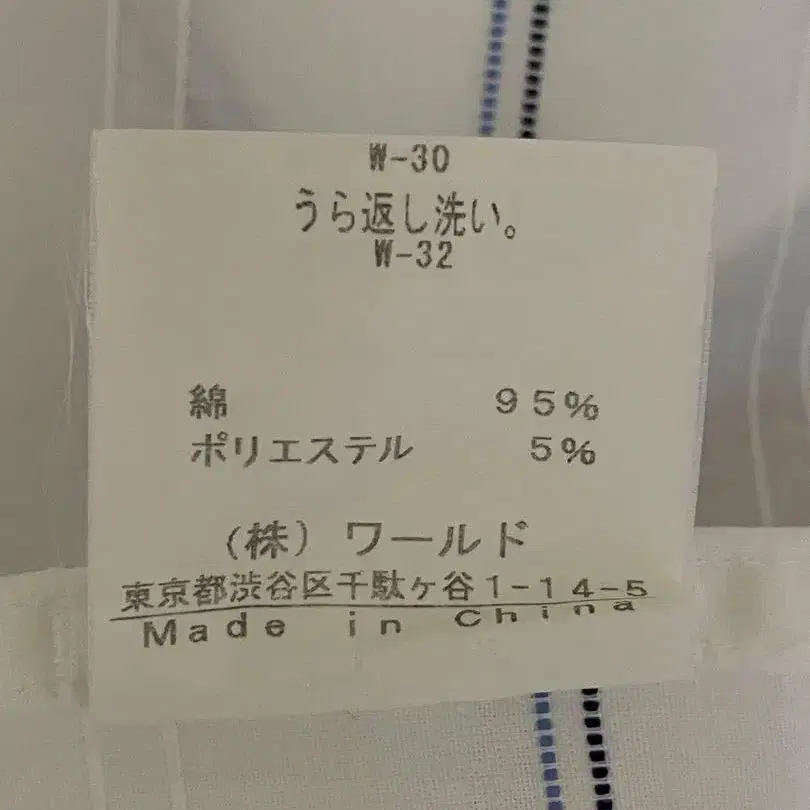 W-30
うら返し洗い。
W-32
綿 95%
ポリエステル 5%
(株) ワールド
東京都渋谷区千駄ヶ谷1-14-5
Made in China